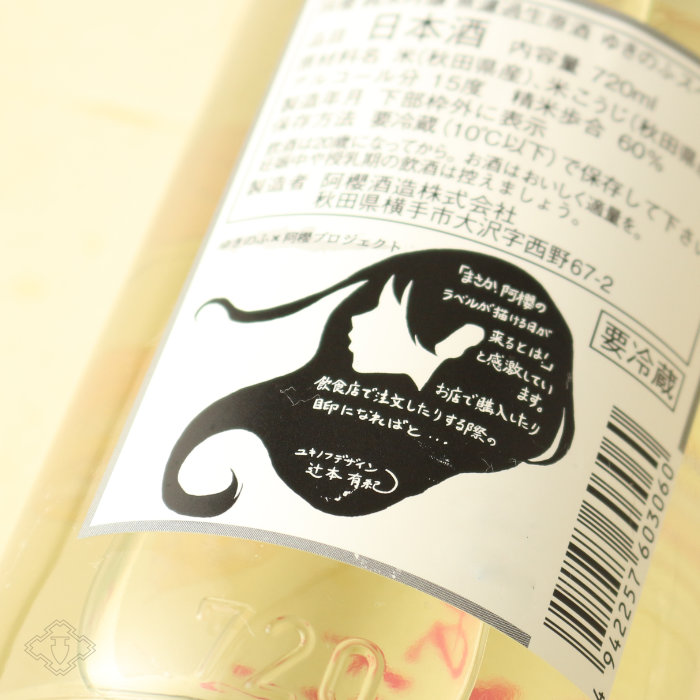 無濾過生原酒 ゆきのふ
日本酒 内容量 720ml
原材料名 米(秋田県産)、米こうじ(秋田県
アルコール分 15度 精米歩合 60%
製造年月 下部枠外に表示
保存方法 要冷蔵(10℃以下)で保存して下さい
飲酒は20歳になってから。お酒はおいしく適量を。
妊娠中や授乳期の飲酒は控えましょう。
製造者 阿櫻酒造株式会社
秋田県横手市大沢字西野67-2
ゆきのふ×阿櫻プロジェクト
「まさか、阿櫻の
ラベルが描ける日が
来るとは!」
と感激してい
ます。
お店で購入したり
飲食店で注文したりする際の
目印になればと…
ユキノフデザイン
辻本 有紀
要冷蔵
4942257603060
720